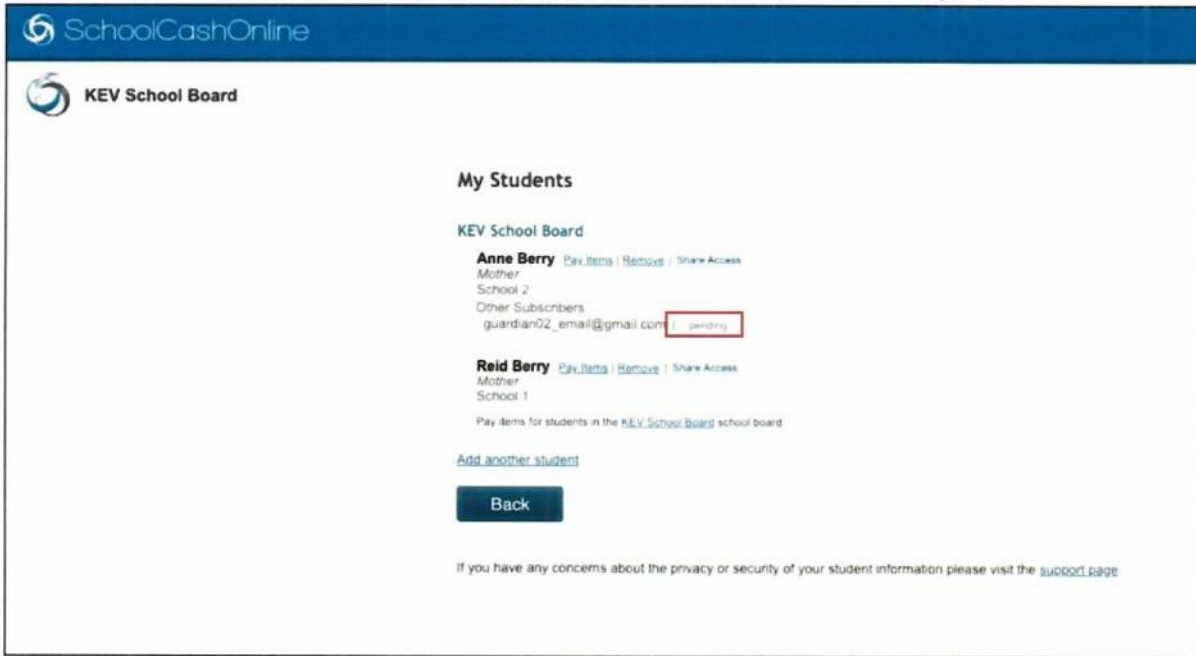 SchoolCashOnline
KEV School Board
My Students
KEV School Board
Anne Berry Pay Items | Remove | Share Access
Mother
School 2
Other Subscribers
guardian02_email@gmail.com | pending
Reid Berry Pay Items | Remove | Share Access
Mother
School 1
Pay items for students in the KEV School Board school board
Add another student
Back
If you have any concerns about the privacy or security of your student information please visit the support page